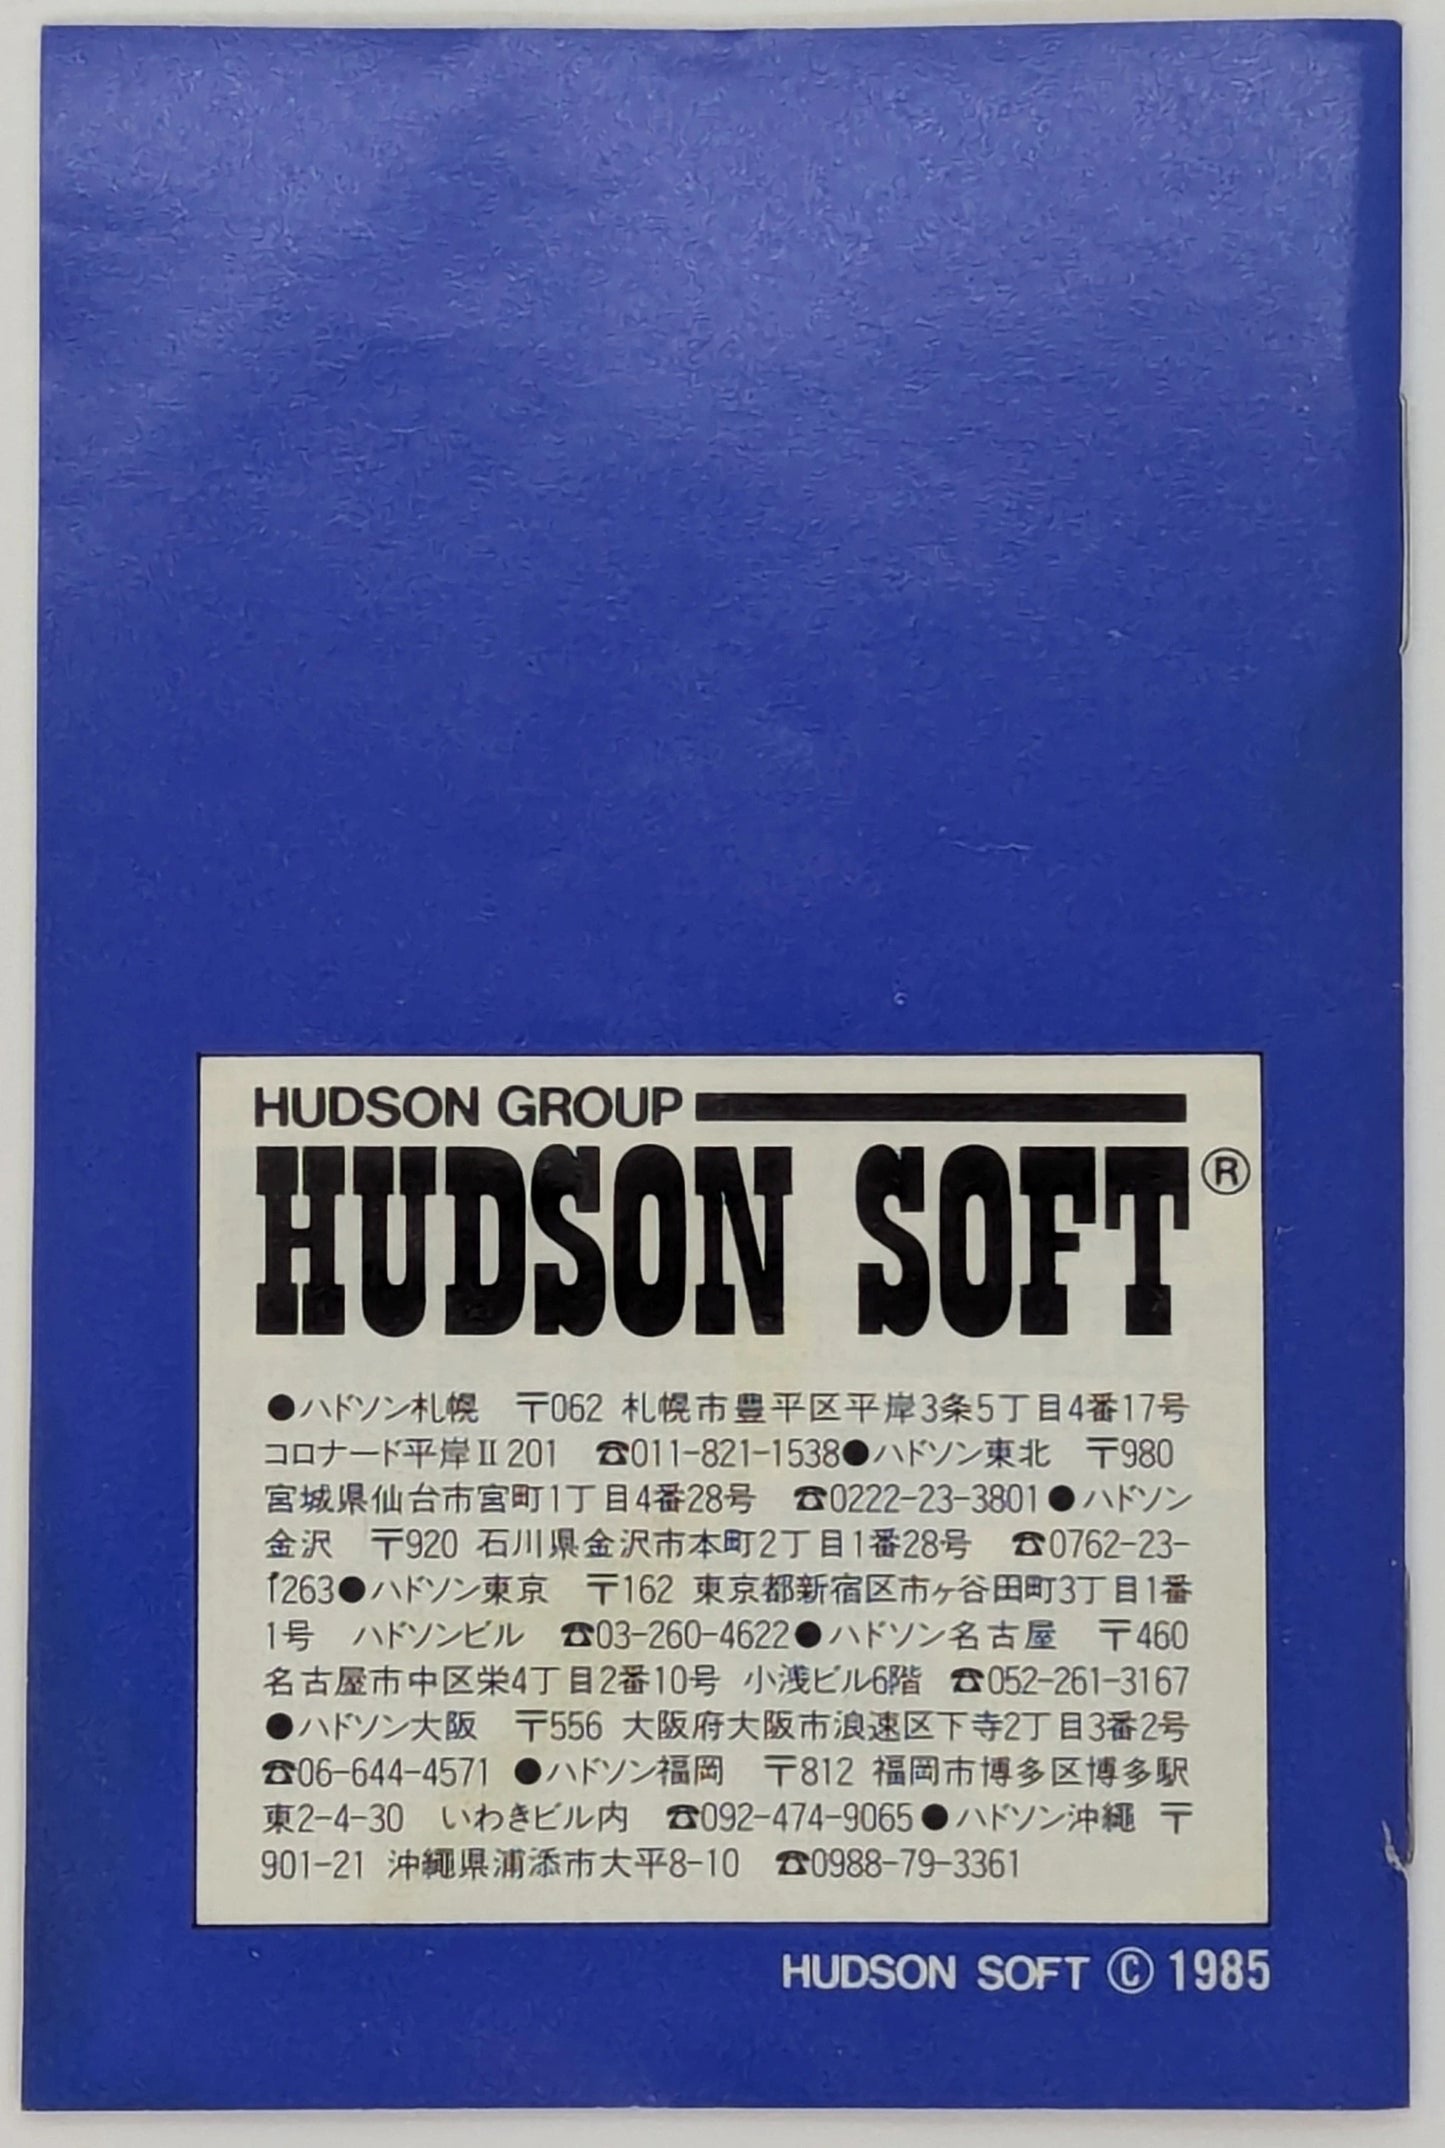 HUDSON GROUP
HUDSON SOFT®
●ハドソン札幌 〒062 札幌市豊平区平岸3条5丁目4番17号
コロナード平岸Ⅱ201 ☎011-821-1538●ハドソン東北 〒980
宮城県仙台市宮町1丁目4番28号 ☎0222-23-3801●ハドソン
金沢 〒920 石川県金沢市本町2丁目1番28号 ☎0762-23-
1263●ハドソン東京 〒162 東京都新宿区市ヶ谷田町3丁目1番
1号 ハドソンビル ☎03-260-4622●ハドソン名古屋 〒460
名古屋市中区栄4丁目2番10号 小浅ビル6階 ☎052-261-3167
●ハドソン大阪 〒556 大阪府大阪市浪速区下寺2丁目3番2号
☎06-644-4571 ●ハドソン福岡 〒812 福岡市博多区博多駅
東2-4-30 いわきビル内 ☎092-474-9065●ハドソン沖縄 〒
901-21 沖縄県浦添市大平8-10 ☎0988-79-3361
HUDSON SOFT © 1985